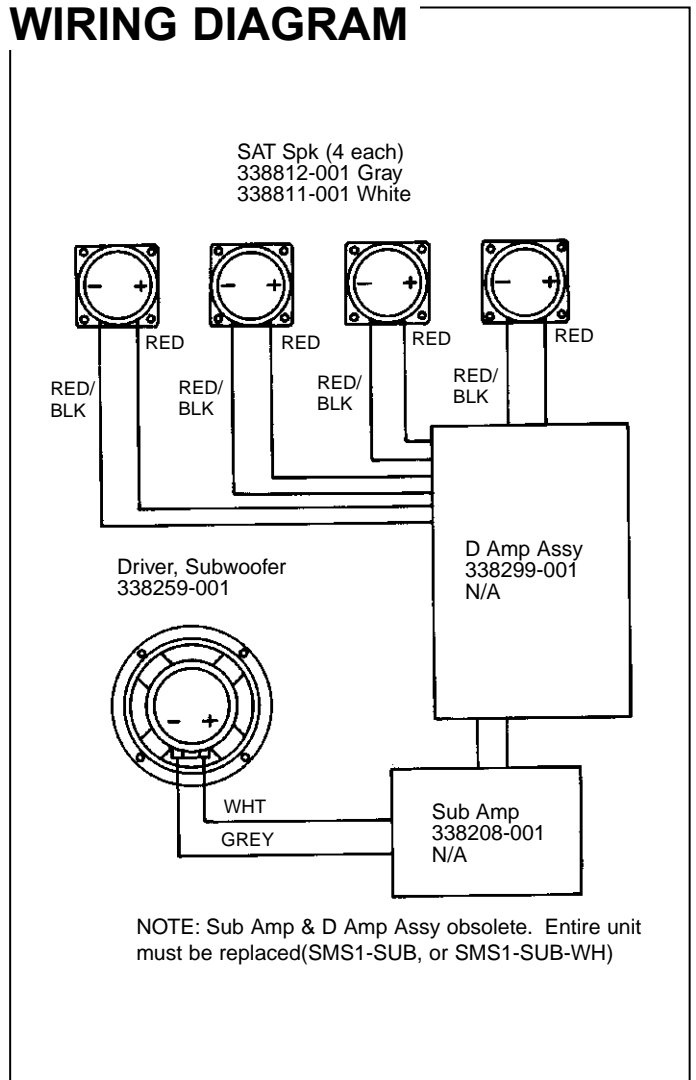 WIRING DIAGRAM
SAT Spk (4 each)
338812-001 Gray
338811-001 White
- +
- +
- +
- +
RED
RED
RED
RED
RED/
BLK
RED/
BLK
RED/
BLK
RED/
BLK
D Amp Assy
338299-001
N/A
Driver, Subwoofer
338259-001
- +
WHT
GREY
Sub Amp
338208-001
N/A
NOTE: Sub Amp & D Amp Assy obsolete. Entire unit
must be replaced(SMS1-SUB, or SMS1-SUB-WH)